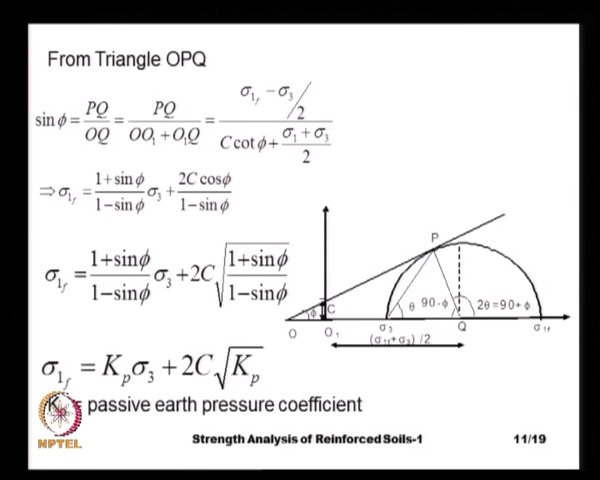 From Triangle OPQ
sin ϕ = PQ/OQ = PQ/(OO₁ + O₁Q) = ((σ₁f − σ₃)/2)/(C cot ϕ + (σ₁ + σ₃)/2)
⇒ σ₁f = (1+sin ϕ)/(1−sin ϕ) σ₃ + (2C cos ϕ)/(1−sin ϕ)
σ₁f = (1+sin ϕ)/(1−sin ϕ) σ₃ + 2C √((1+sin ϕ)/(1−sin ϕ))
σ₁f = Kpσ₃ + 2C√Kp
P
ϕ C θ 90-ϕ 2θ=90+ϕ
O O₁ σ₃ Q σ₁f
(σ₁f+σ₃)/2
= passive earth pressure coefficient
NPTEL
Strength Analysis of Reinforced Soils-1
11/19